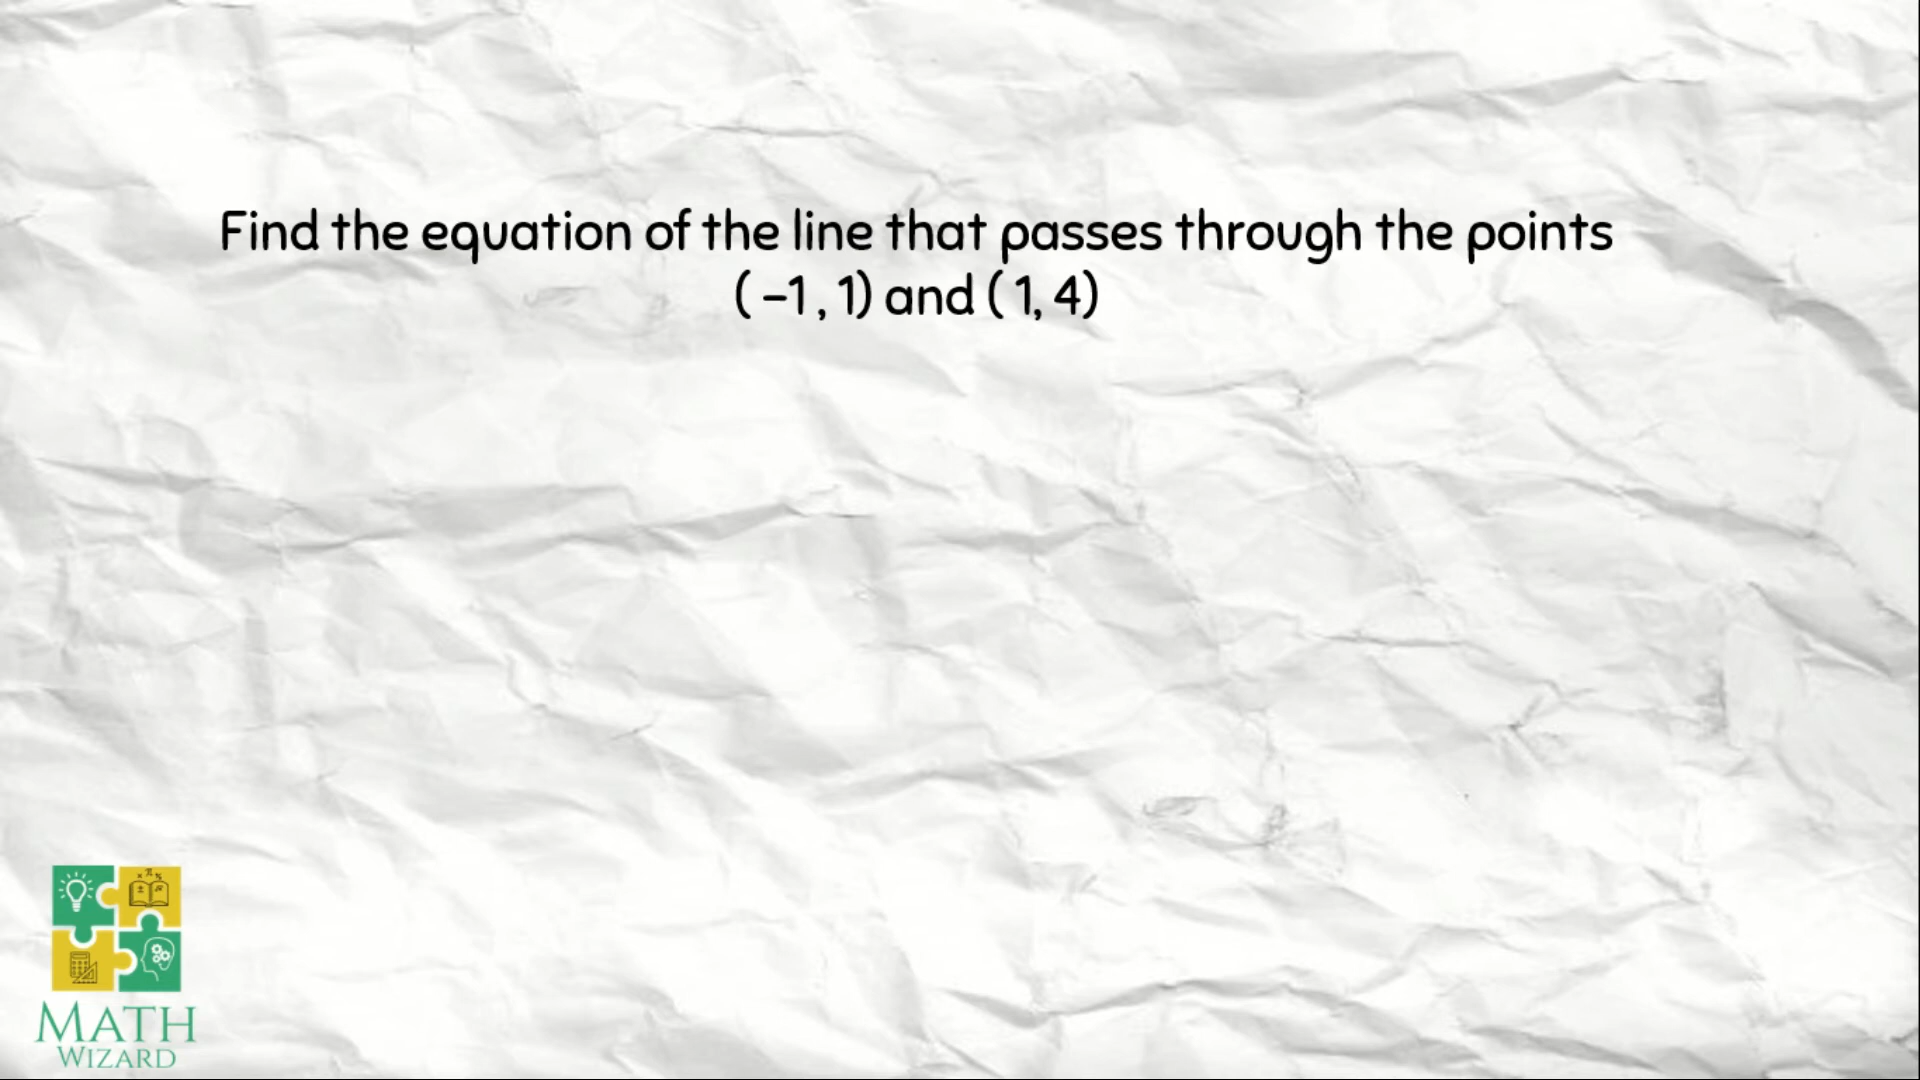 Find the equation of the line that passes through the points
( -1 , 1) and ( 1, 4)
MATH
WIZARD